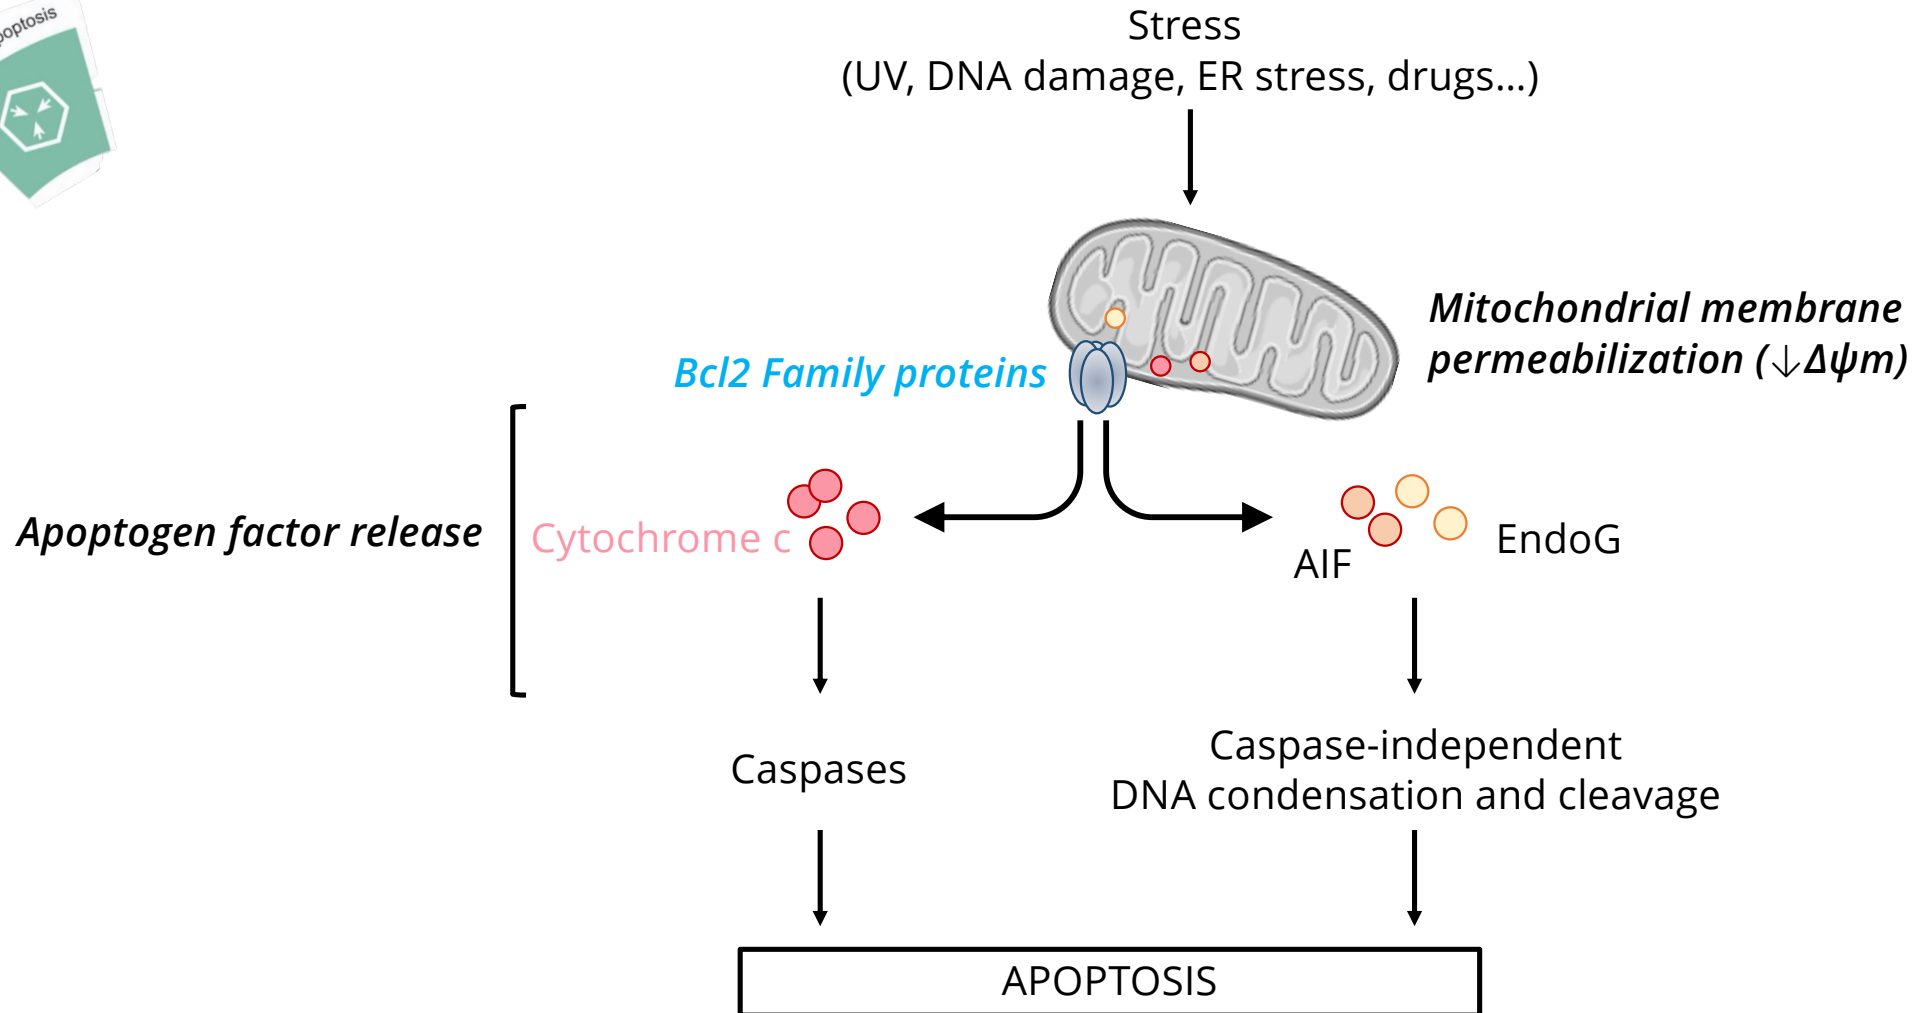 Stress
(UV, DNA damage, ER stress, drugs...)
Mitochondrial membrane
permeabilization (↓Δψm)
Bcl2 Family proteins
Apoptogen factor release
Cytochrome c
AIF
EndoG
Caspases
Caspase-independent
DNA condensation and cleavage
APOPTOSIS